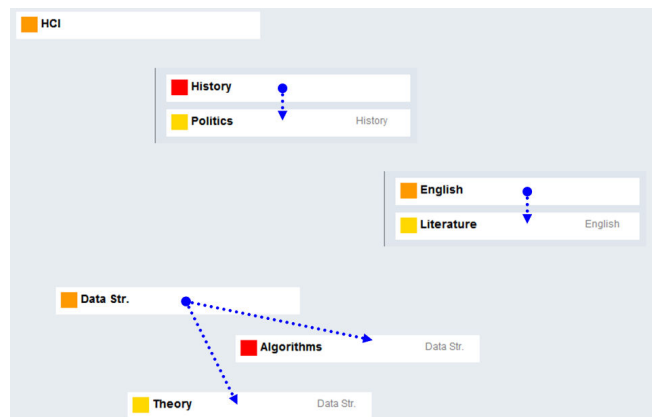 HCI
History
Politics History
English
Literature English
Data Str.
Algorithms Data Str.
Theory Data Str.